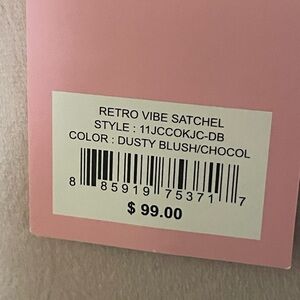 RETRO VIBE SATCHEL
STYLE : 11JCCOKJC-DB
COLOR : DUSTY BLUSH/CHOCOL
8 85919 75371 7
$ 99.00